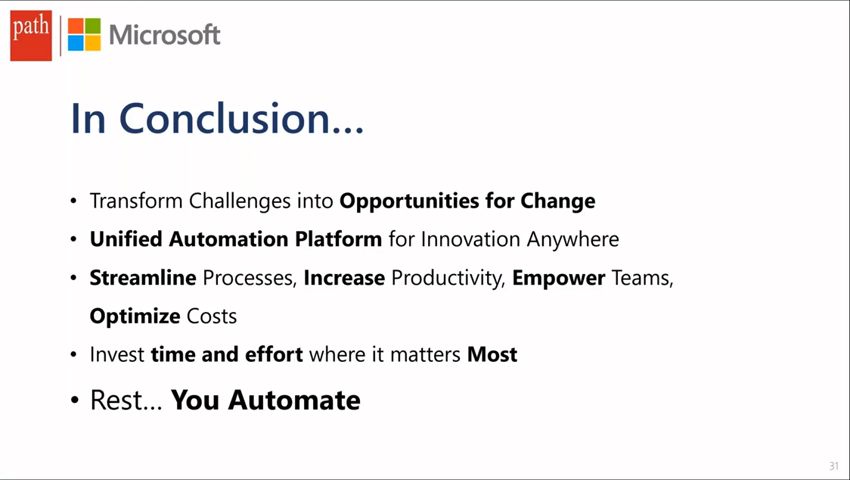 path
Microsoft
In Conclusion...
• Transform Challenges into Opportunities for Change
• Unified Automation Platform for Innovation Anywhere
• Streamline Processes, Increase Productivity, Empower Teams,
Optimize Costs
• Invest time and effort where it matters Most
• Rest... You Automate
31